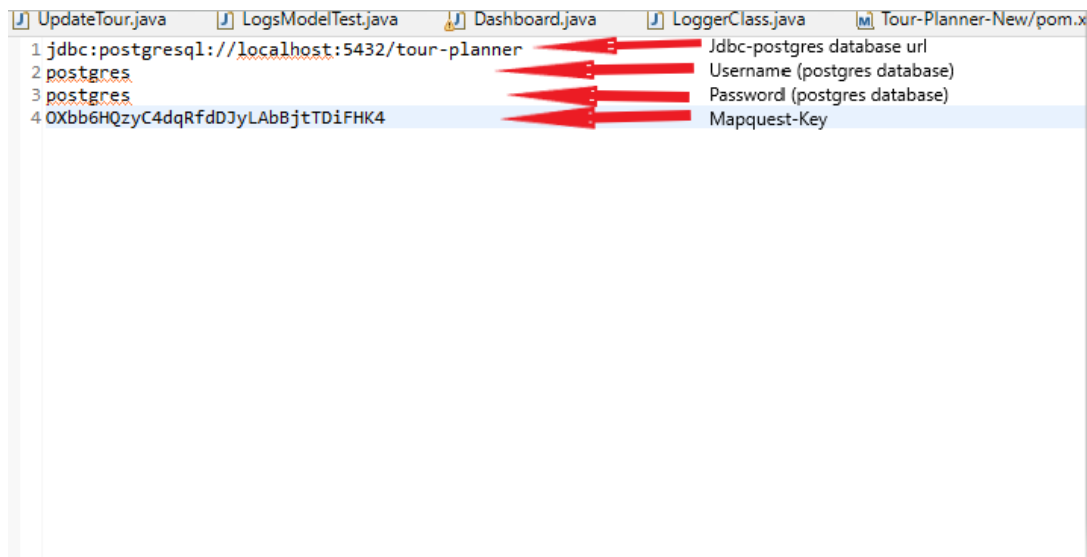 UpdateTour.java LogsModelTest.java Dashboard.java LoggerClass.java Tour-Planner-New/pom.x
1 jdbc:postgresql://localhost:5432/tour-planner Jdbc-postgres database url
2 postgres Username (postgres database)
3 postgres Password (postgres database)
4 OXbb6HQzyC4dqRfdDJyLAbBjtTDiFHK4 Mapquest-Key